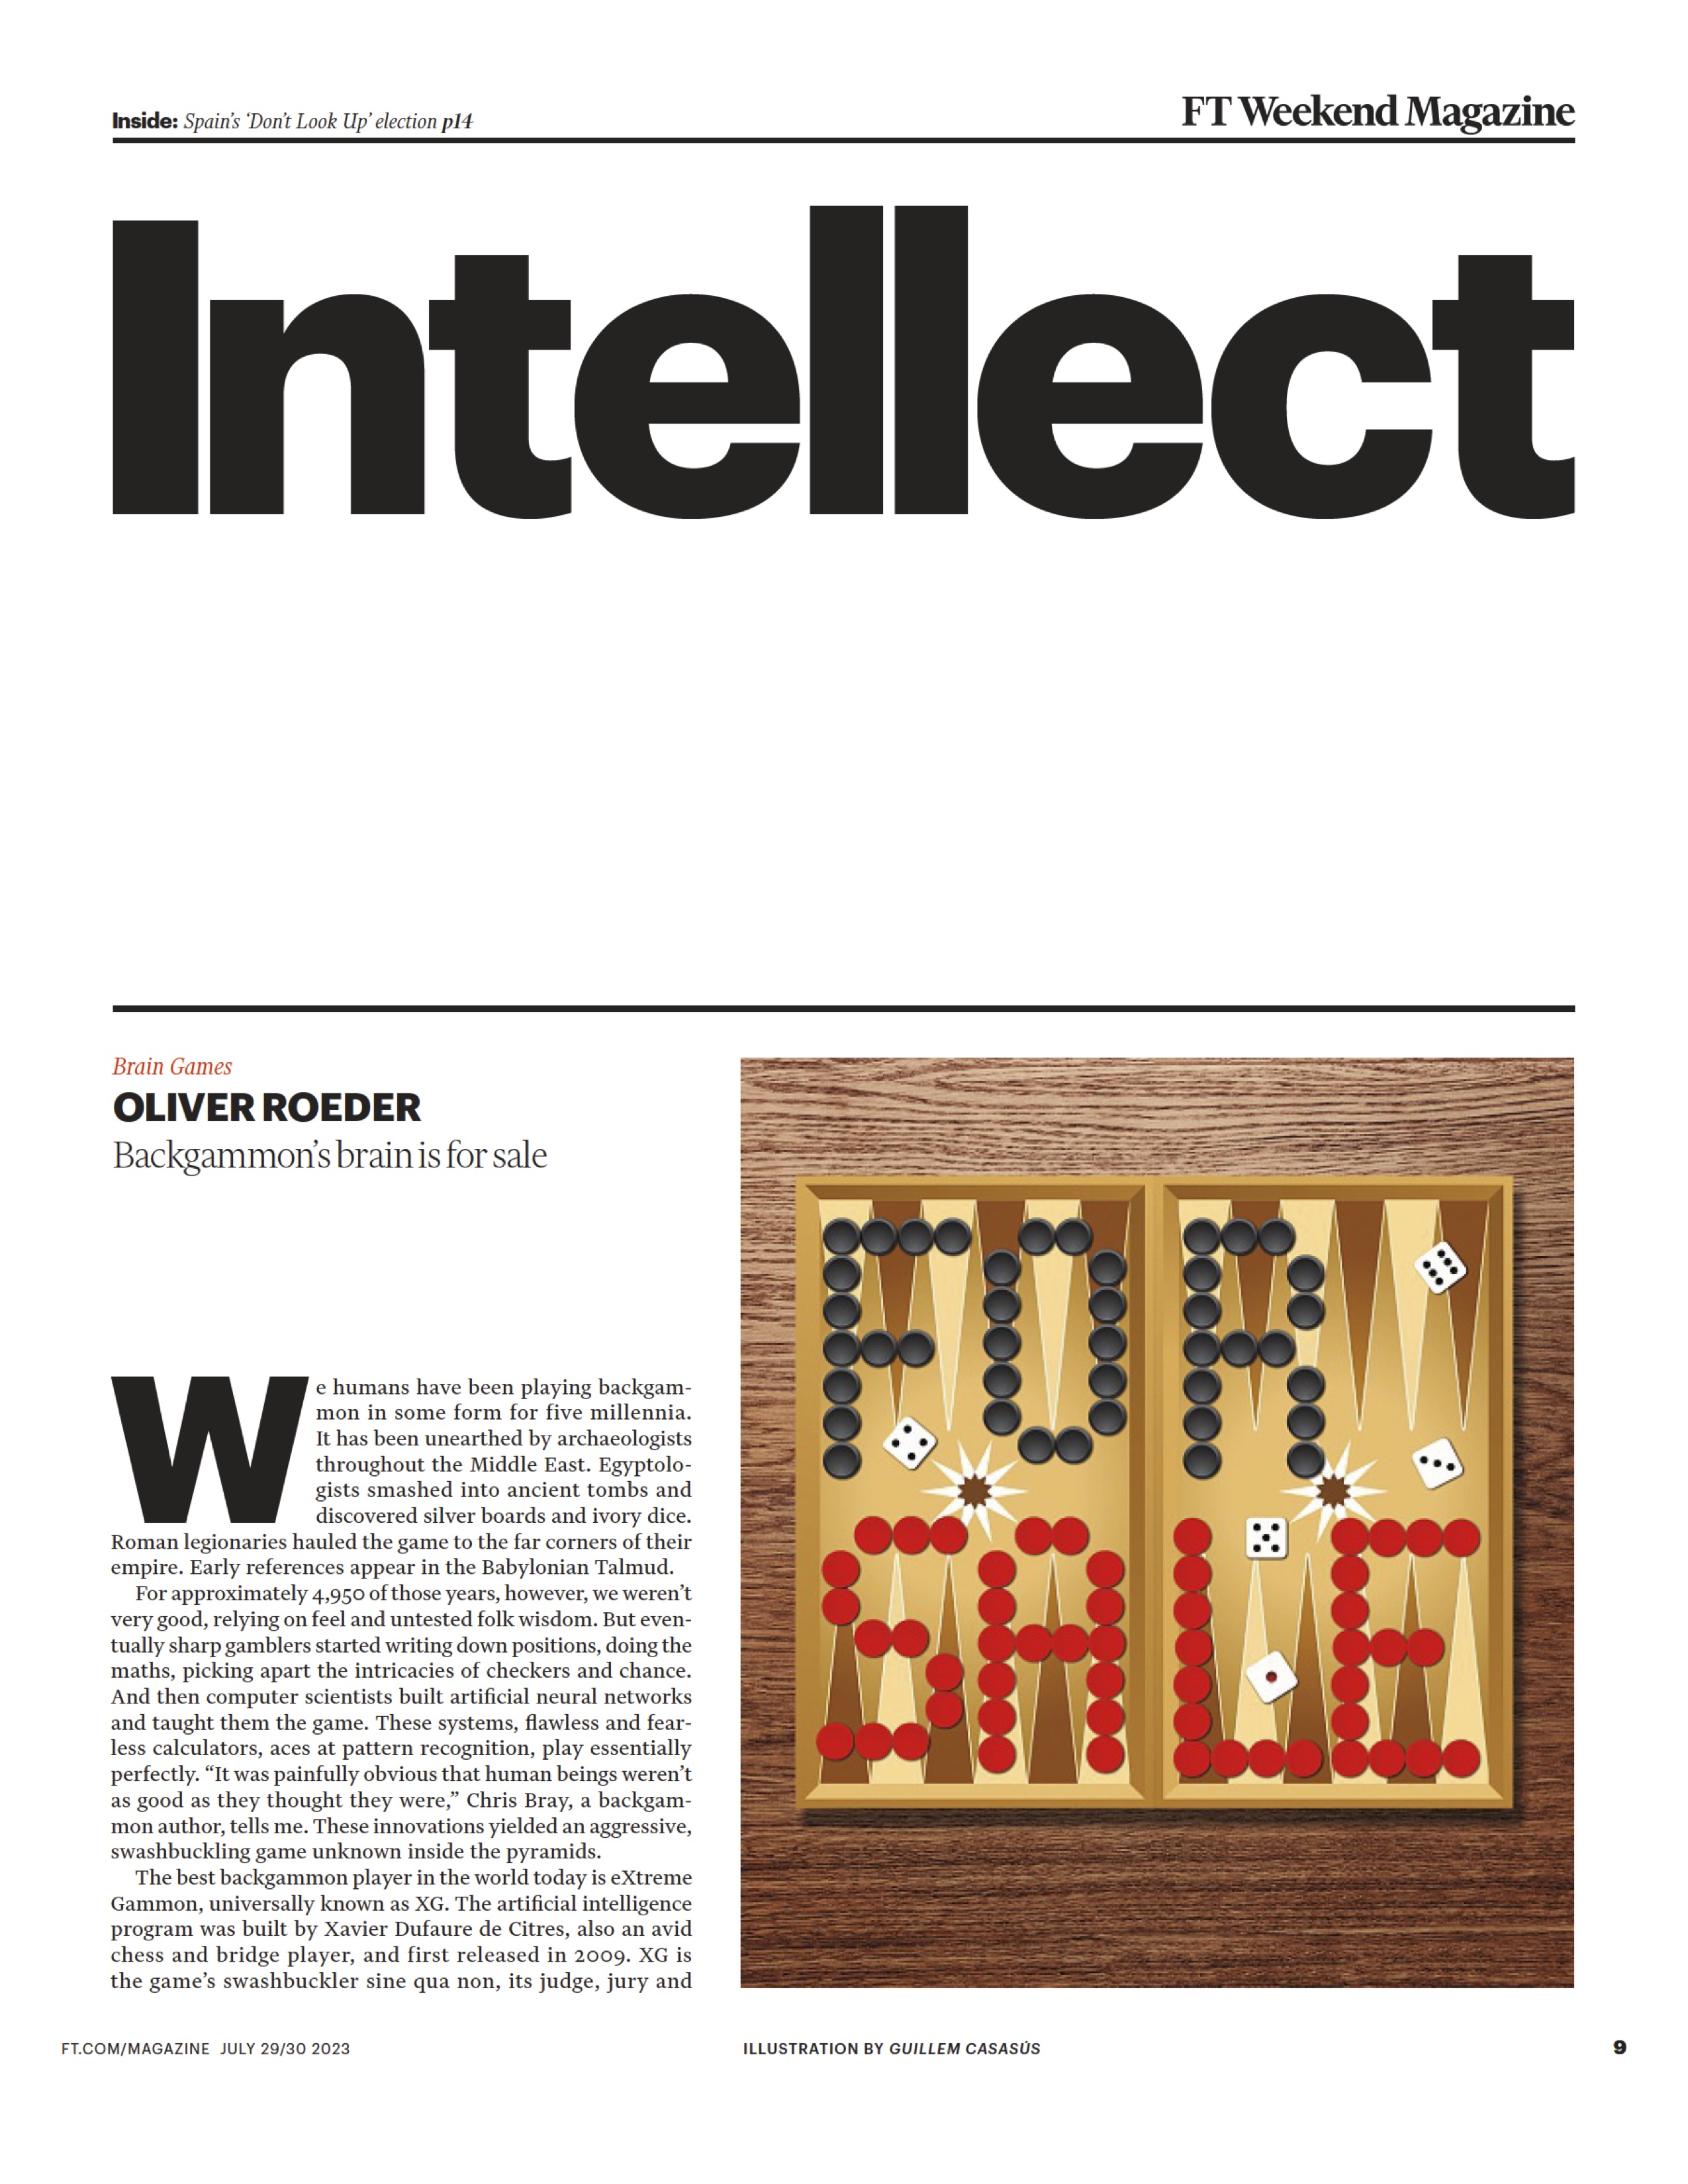 Inside: Spain’s ‘Don’t Look Up’ election p14
FT Weekend Magazine
Intellect
Brain Games
OLIVER ROEDER
Backgammon’s brain is for sale
We humans have been playing backgam-
mon in some form for five millennia.
It has been unearthed by archaeologists
throughout the Middle East. Egyptolo-
gists smashed into ancient tombs and
discovered silver boards and ivory dice.
Roman legionaries hauled the game to the far corners of their
empire. Early references appear in the Babylonian Talmud.
For approximately 4,950 of those years, however, we weren’t
very good, relying on feel and untested folk wisdom. But even-
tually sharp gamblers started writing down positions, doing the
maths, picking apart the intricacies of checkers and chance.
And then computer scientists built artificial neural networks
and taught them the game. These systems, flawless and fear-
less calculators, aces at pattern recognition, play essentially
perfectly. “It was painfully obvious that human beings weren’t
as good as they thought they were,” Chris Bray, a backgam-
mon author, tells me. These innovations yielded an aggressive,
swashbuckling game unknown inside the pyramids.
The best backgammon player in the world today is eXtreme
Gammon, universally known as XG. The artificial intelligence
program was built by Xavier Dufaure de Citres, also an avid
chess and bridge player, and first released in 2009. XG is
the game’s swashbuckler sine qua non, its judge, jury and
FOR
SALE
FT.COM/MAGAZINE JULY 29/30 2023
ILLUSTRATION BY GUILLEM CASASÚS
9